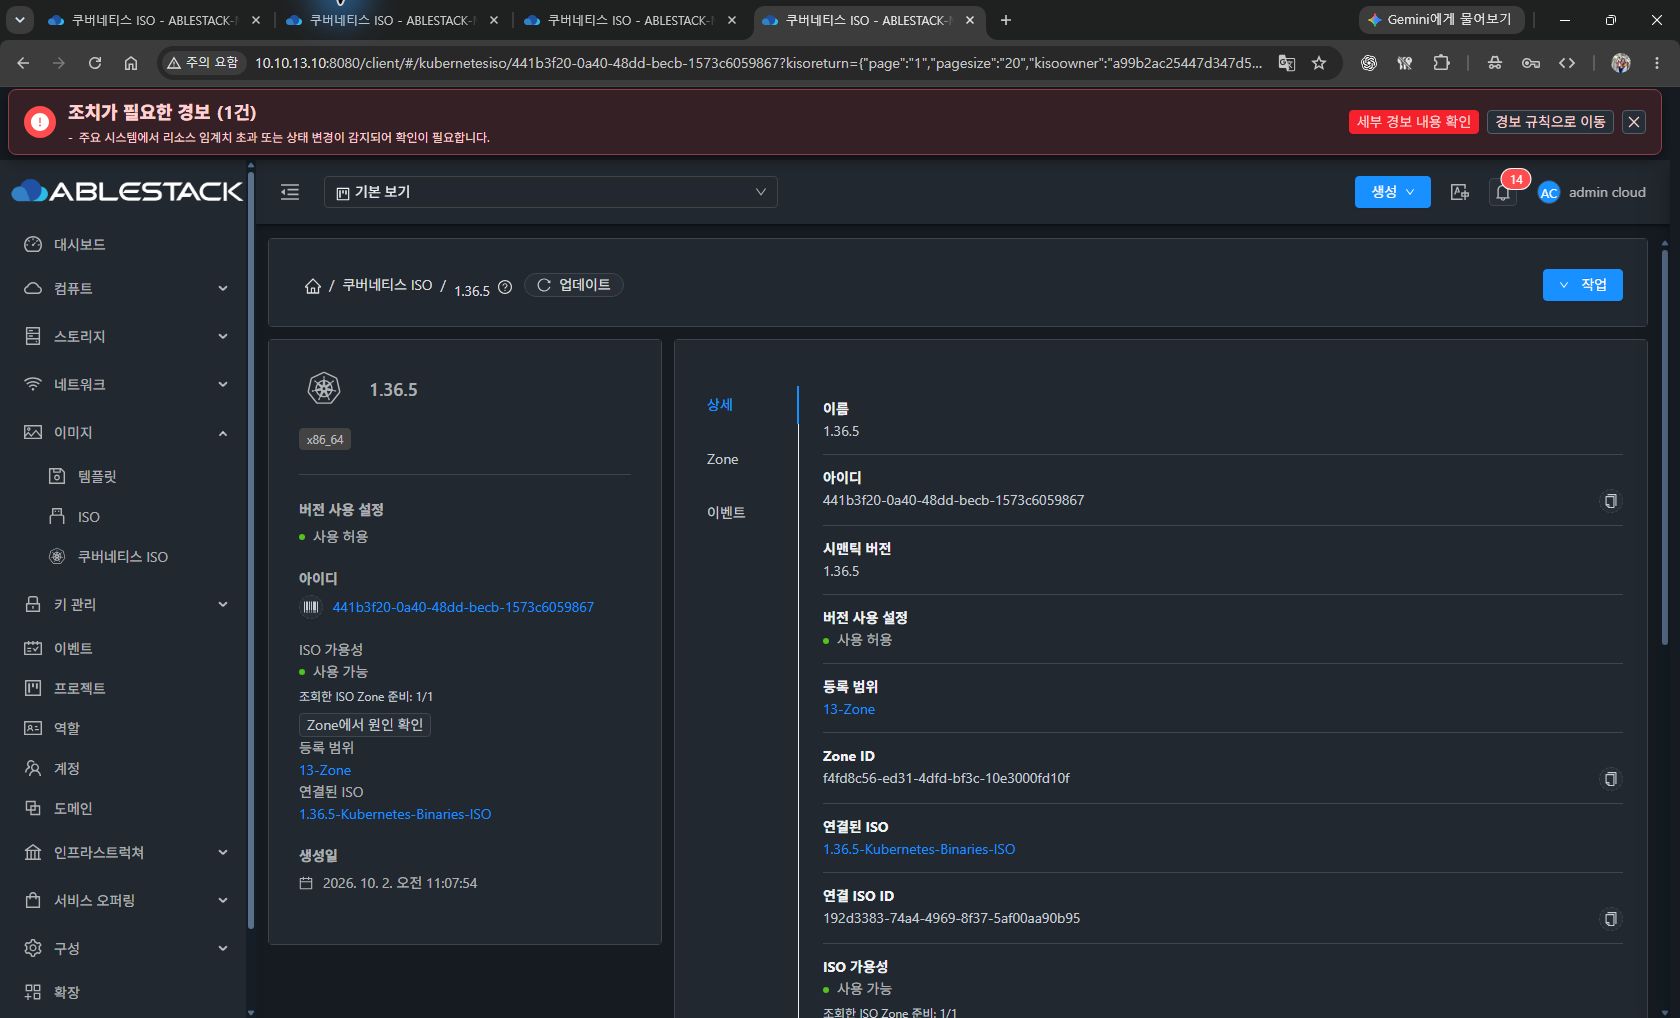 쿠버네티스 ISO - ABLESTACK-
쿠버네티스 ISO - ABLESTACK-
쿠버네티스 ISO - ABLESTACK-
쿠버네티스 ISO - ABLESTACK-
Gemini에게 물어보기
주의 요함
10.10.13.10:8080/client/#/kubernetesiso/441b3f20-0a40-48dd-becb-1573c6059867?kisoreturn={"page":"1","pagesize":"20","kisoowner":"a99b2ac25447d347d5...
조치가 필요한 경보 (1건)
- 주요 시스템에서 리소스 임계치 초과 또는 상태 변경이 감지되어 확인이 필요합니다.
세부 경보 내용 확인
경보 규칙으로 이동
ABLESTACK
기본 보기
생성
14
AC
admin cloud
대시보드
컴퓨트
스토리지
네트워크
이미지
템플릿
ISO
쿠버네티스 ISO
키 관리
이벤트
프로젝트
역할
계정
도메인
인프라스트럭쳐
서비스 오퍼링
구성
확장
/ 쿠버네티스 ISO / 1.36.5
업데이트
작업
1.36.5
x86_64
버전 사용 설정
사용 허용
아이디
441b3f20-0a40-48dd-becb-1573c6059867
ISO 가용성
사용 가능
조회한 ISO Zone 준비: 1/1
Zone에서 원인 확인
등록 범위
13-Zone
연결된 ISO
1.36.5-Kubernetes-Binaries-ISO
생성일
2026. 10. 2. 오전 11:07:54
상세
Zone
이벤트
이름
1.36.5
아이디
441b3f20-0a40-48dd-becb-1573c6059867
시맨틱 버전
1.36.5
버전 사용 설정
사용 허용
등록 범위
13-Zone
Zone ID
f4fd8c56-ed31-4dfd-bf3c-10e3000fd10f
연결된 ISO
1.36.5-Kubernetes-Binaries-ISO
연결 ISO ID
192d3383-74a4-4969-8f37-5af00aa90b95
ISO 가용성
사용 가능
조회한 ISO Zone 준비: 1/1